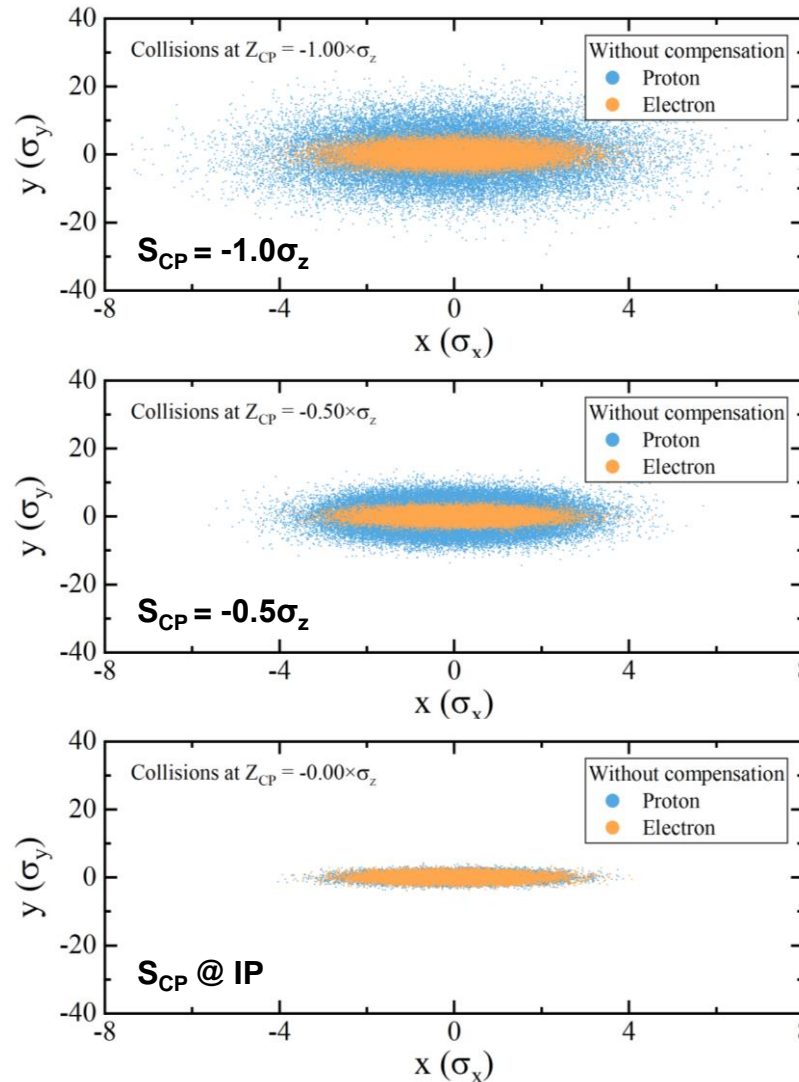 40
20
0
-20
-40
y (σ_y)
Collisions at Z_CP = -1.00×σ_z
Without compensation
Proton
Electron
S_CP = -1.0σ_z
-8 -4 0 4 8
x (σ_x)
40
20
0
-20
-40
y (σ_y)
Collisions at Z_CP = -0.50×σ_z
Without compensation
Proton
Electron
S_CP = -0.5σ_z
-8 -4 0 4 8
x (σ_x)
40
20
0
-20
-40
y (σ_y)
Collisions at Z_CP = -0.00×σ_z
Without compensation
Proton
Electron
S_CP @ IP
-8 -4 0 4 8
x (σ_x)